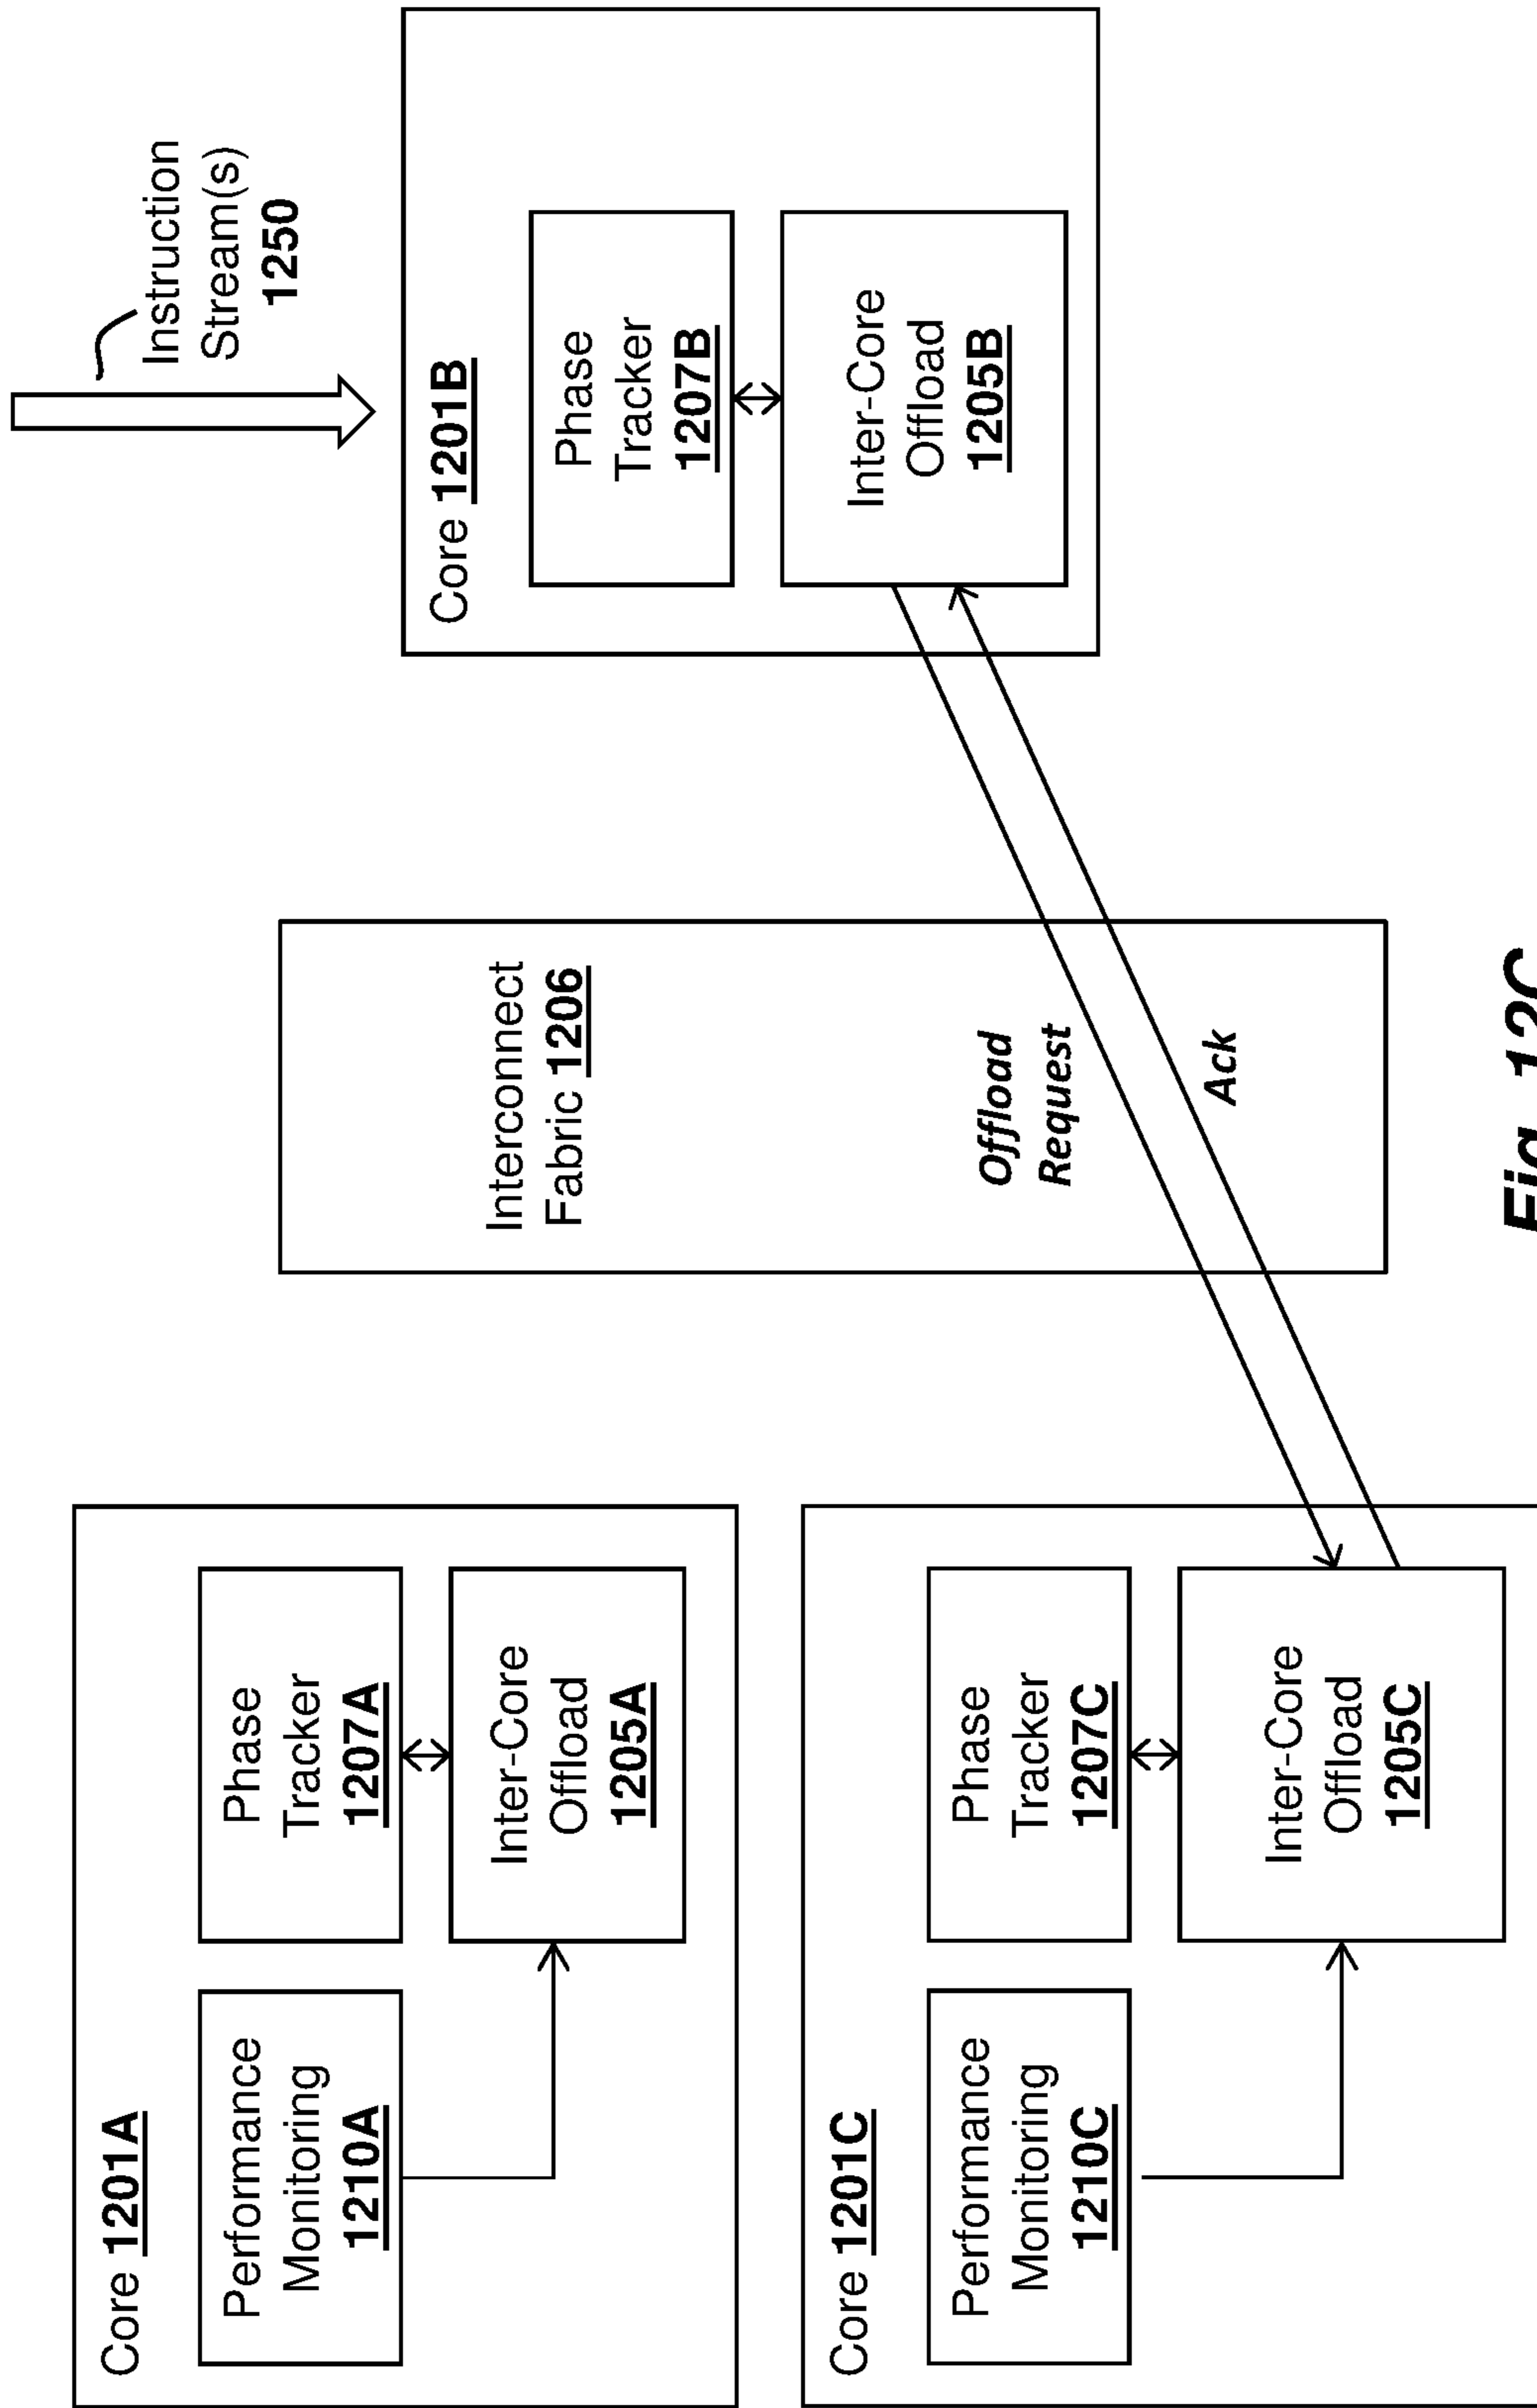 Core 1201A
Performance
Monitoring
1210A
Phase
Tracker
1207A
Inter-Core
Offload
1205A
Core 1201C
Performance
Monitoring
1210C
Phase
Tracker
1207C
Inter-Core
Offload
1205C
Interconnect
Fabric 1206
Offload
Request
Ack
Instruction
Stream(s)
1250
Core 1201B
Phase
Tracker
1207B
Inter-Core
Offload
1205B
Fig. 12C